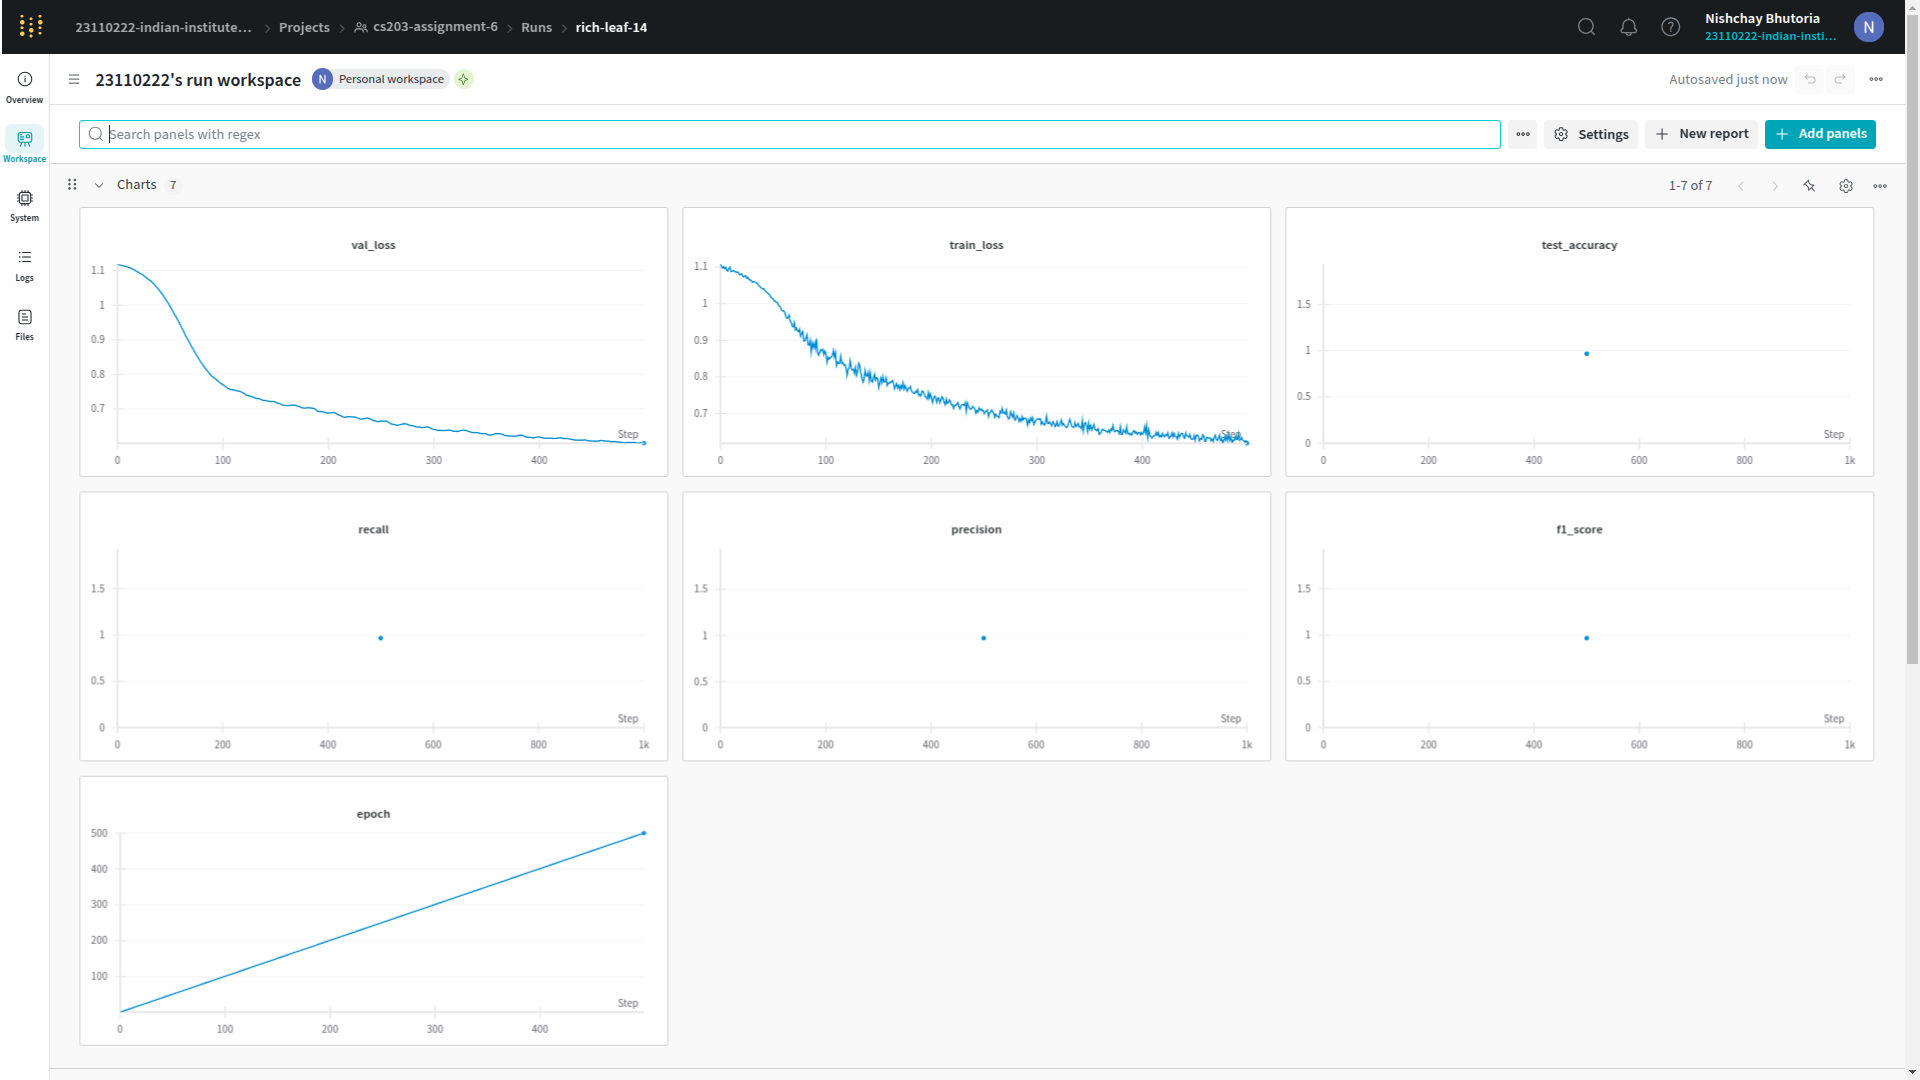 23110222-indian-institute... > Projects > cs203-assignment-6 > Runs > rich-leaf-14
Nishchay Bhutoria
23110222-indian-insti...
N
Overview
Workspace
System
Logs
Files
23110222's run workspace
N
Personal workspace
Autosaved just now
Search panels with regex
Settings
New report
Add panels
Charts 7
1-7 of 7
val_loss
1.1
1
0.9
0.8
0.7
Step
0 100 200 300 400
train_loss
1.1
1
0.9
0.8
0.7
Step
0 100 200 300 400
test_accuracy
1.5
1
0.5
0
Step
0 200 400 600 800 1k
recall
1.5
1
0.5
0
Step
0 200 400 600 800 1k
precision
1.5
1
0.5
0
Step
0 200 400 600 800 1k
f1_score
1.5
1
0.5
0
Step
0 200 400 600 800 1k
epoch
500
400
300
200
100
Step
0 100 200 300 400